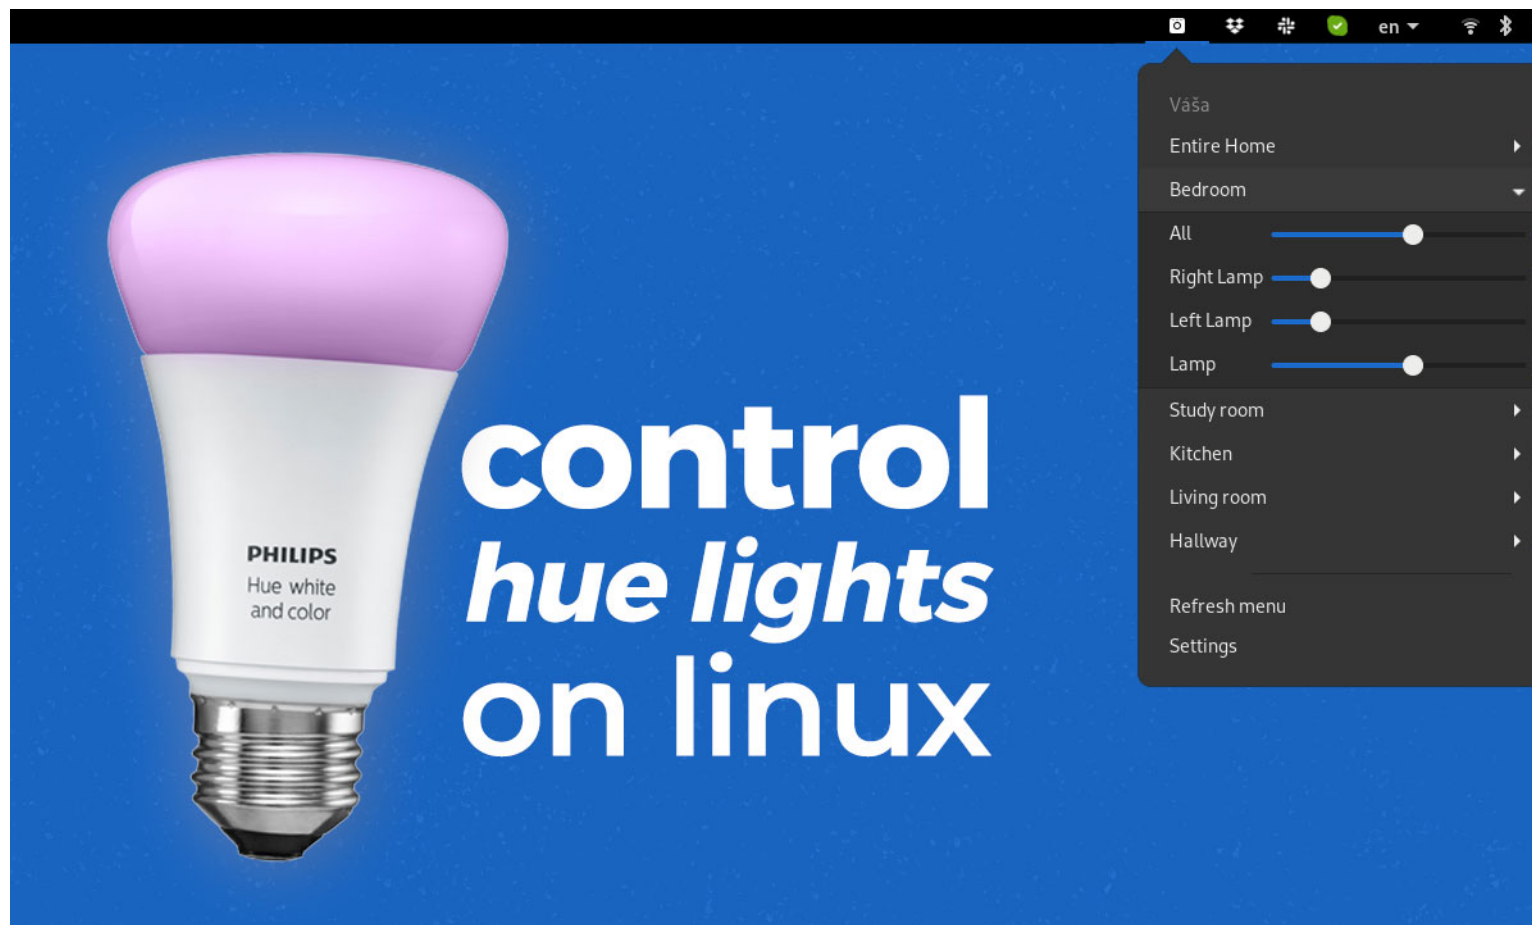 en
Váša
Entire Home
Bedroom
All
Right Lamp
Left Lamp
Lamp
Study room
Kitchen
Living room
Hallway
Refresh menu
Settings
control
hue lights
on linux
PHILIPS
Hue white
and color